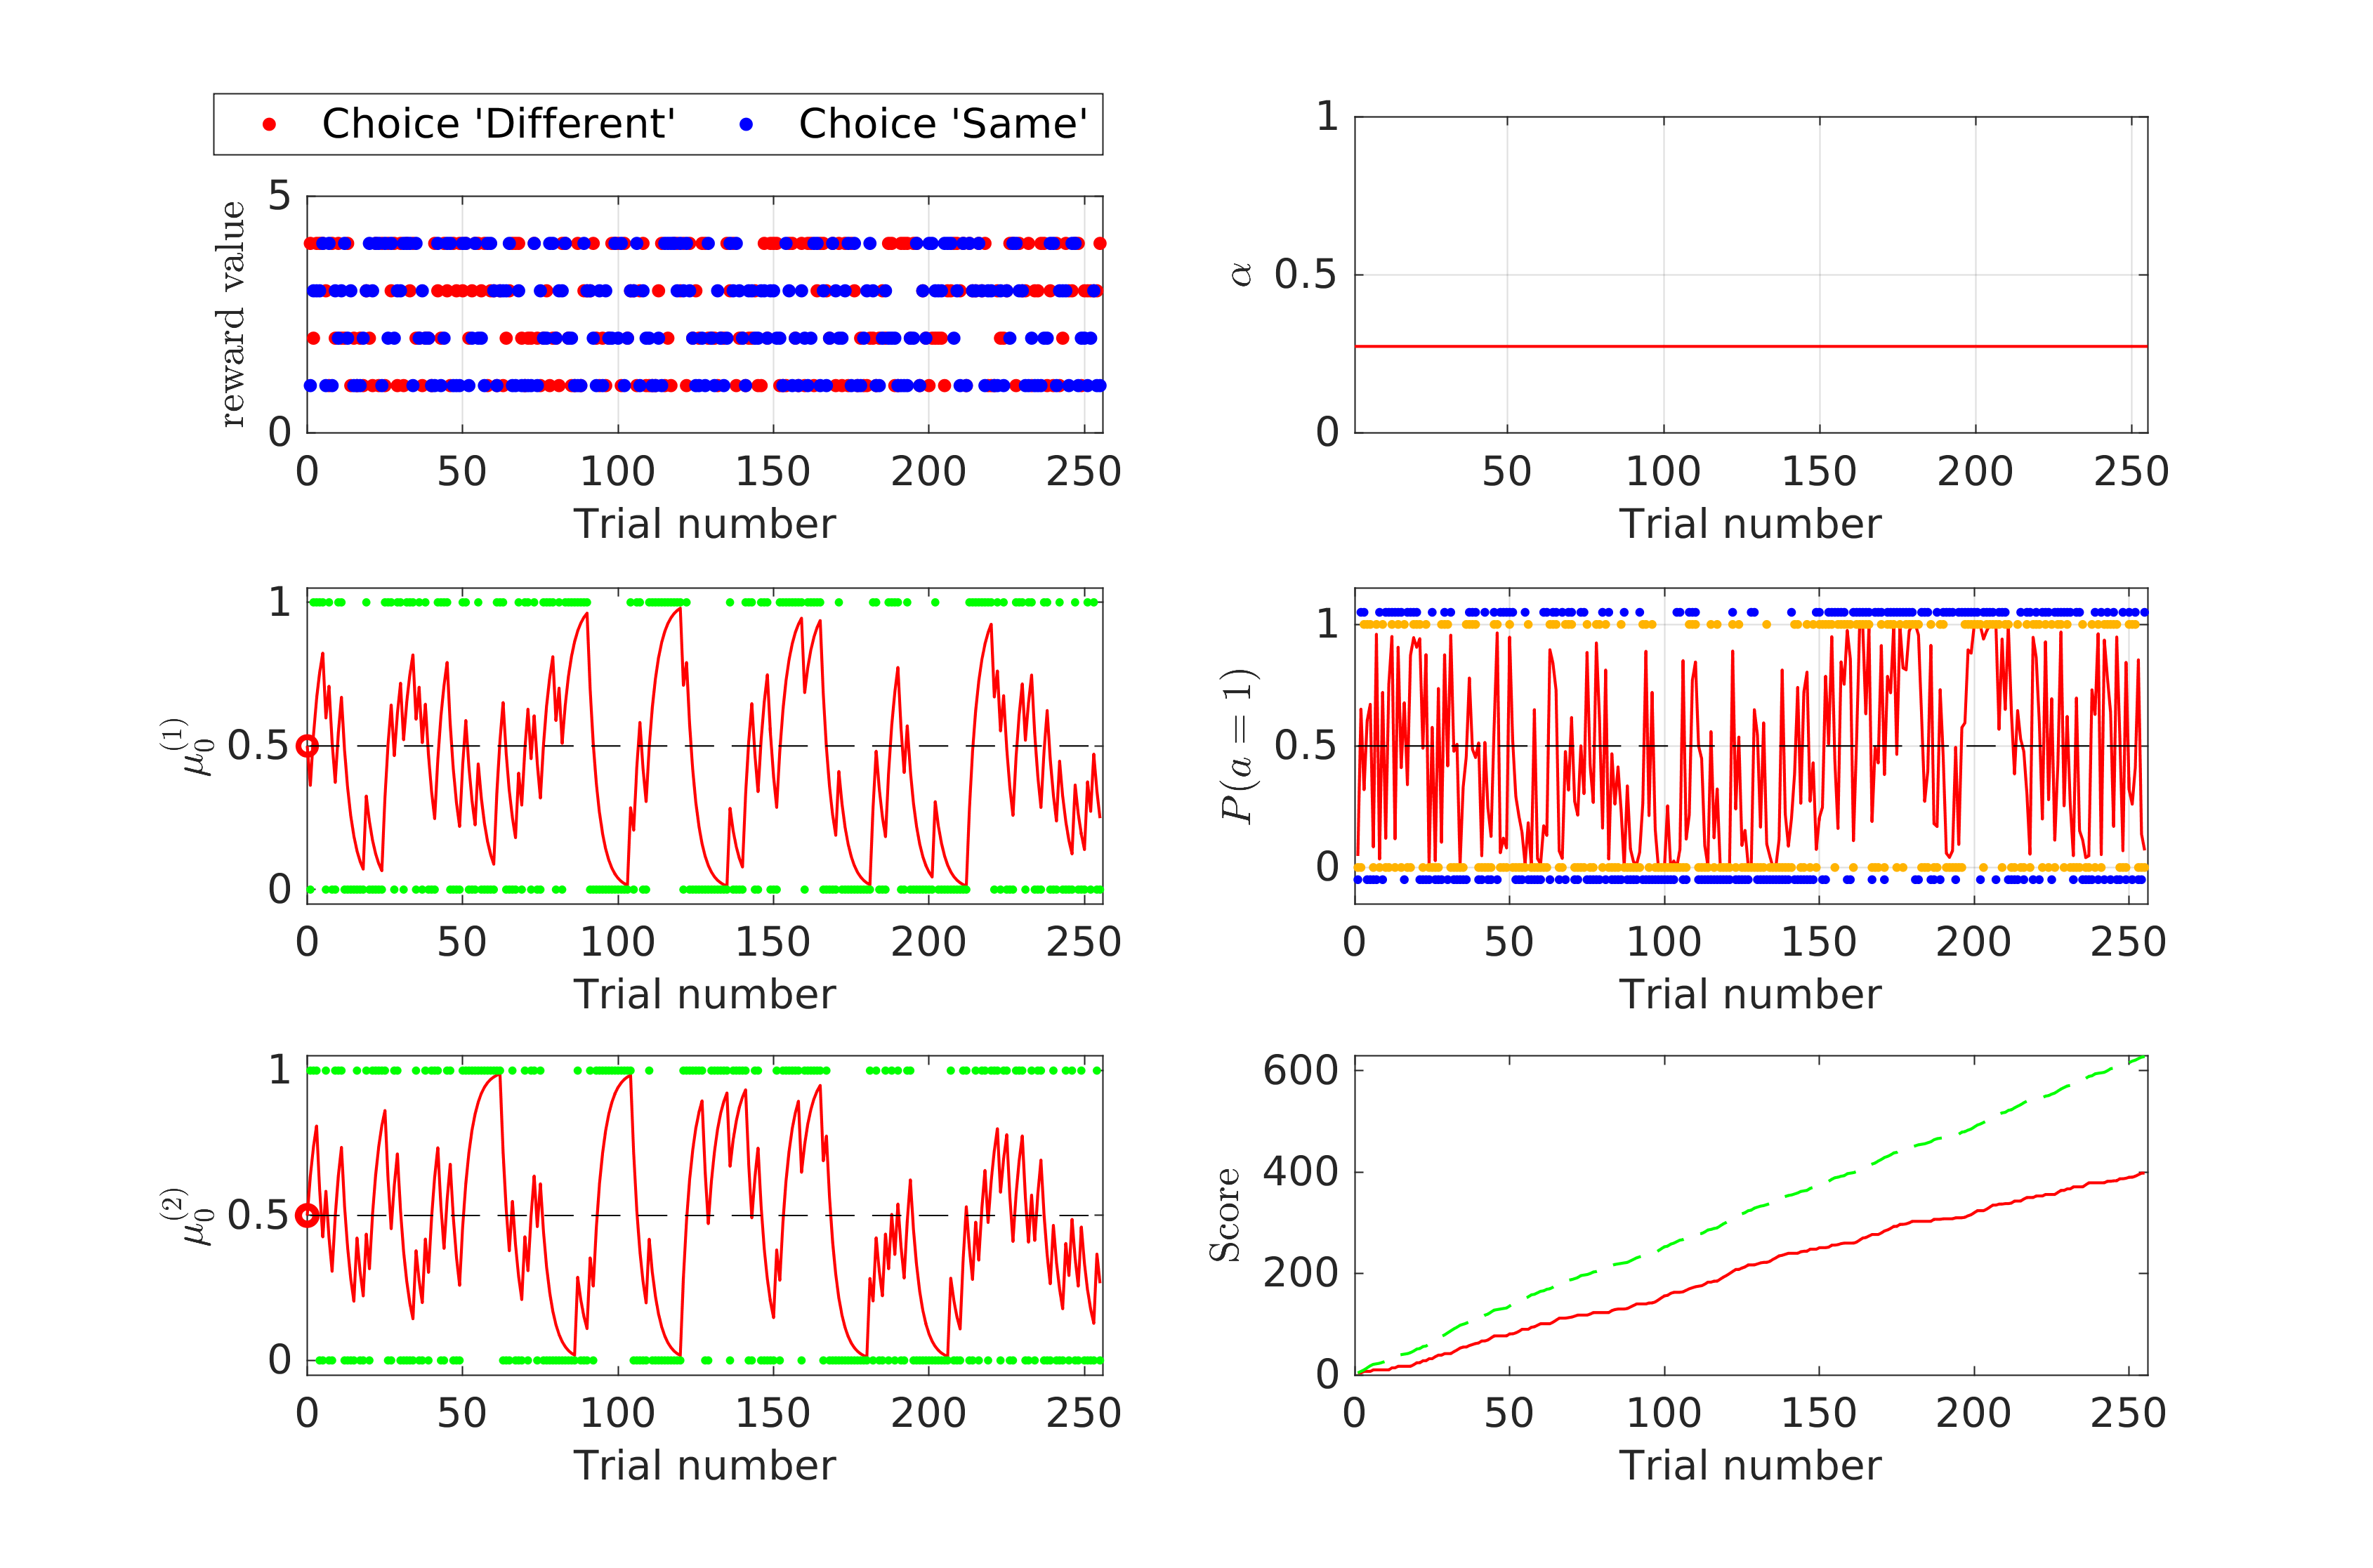 Choice 'Different' Choice 'Same'
reward value
5
0
0 50 100 150 200 250
Trial number
α
1
0.5
0
50 100 150 200 250
Trial number
μ₀⁽¹⁾
1
0.5
0
0 50 100 150 200 250
Trial number
P(a = 1)
1
0.5
0
0 50 100 150 200 250
Trial number
μ₀⁽²⁾
1
0.5
0
0 50 100 150 200 250
Trial number
Score
600
400
200
0
0 50 100 150 200 250
Trial number